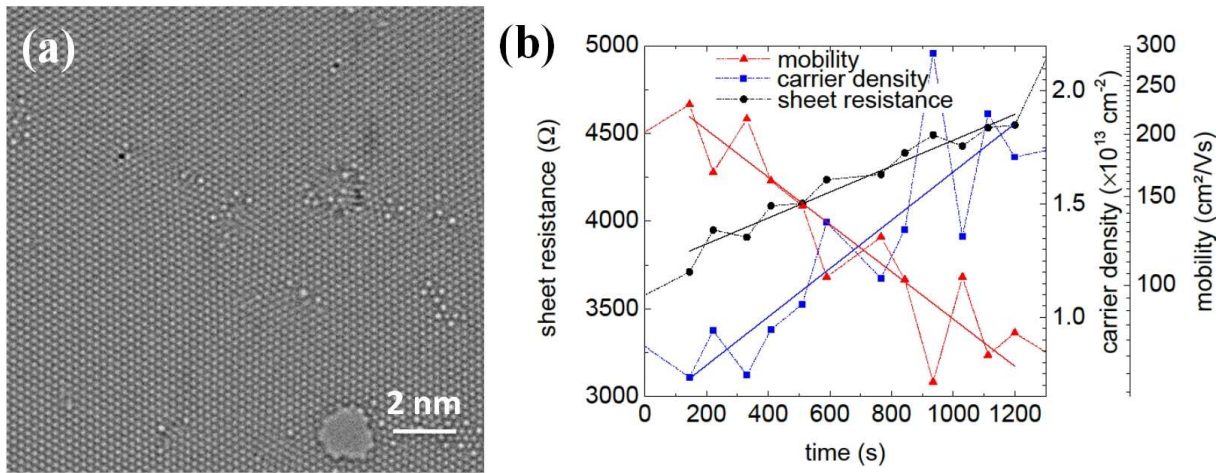 (a)
2 nm
(b)
mobility
carrier density
sheet resistance
sheet resistance (Ω)
5000
4500
4000
3500
3000
0 200 400 600 800 1000 1200
time (s)
2.0
1.5
1.0
carrier density (×10¹³ cm⁻²)
300
250
200
150
100
mobility (cm²/Vs)